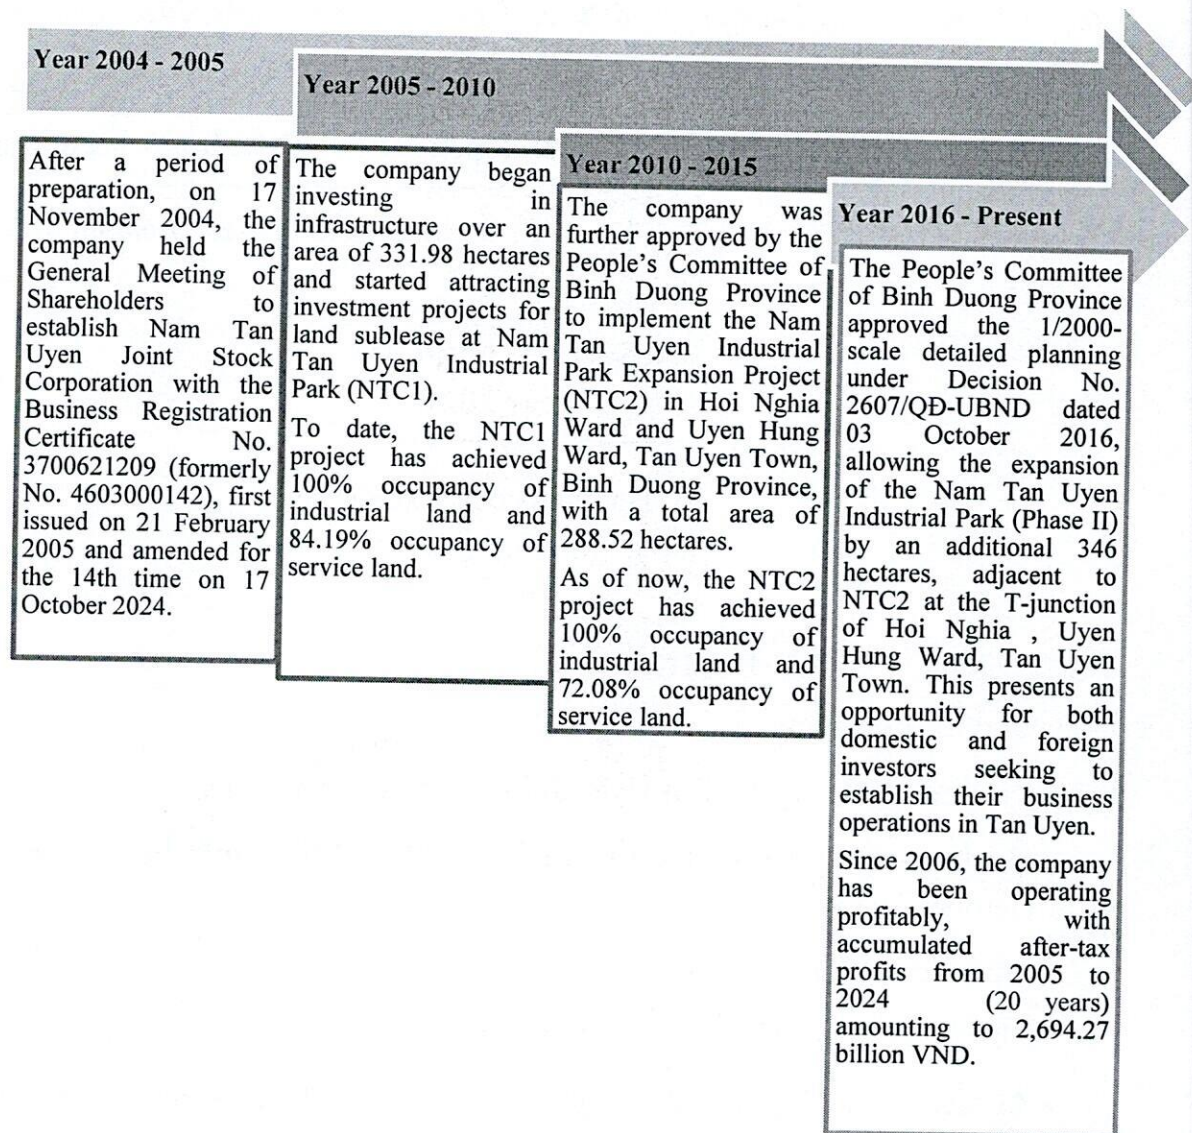 Year 2004 - 2005
After a period of
preparation, on 17
November 2004, the
company held the
General Meeting of
Shareholders to
establish Nam Tan
Uyen Joint Stock
Corporation with the
Business Registration
Certificate No.
3700621209 (formerly
No. 4603000142), first
issued on 21 February
2005 and amended for
the 14th time on 17
October 2024.
Year 2005 - 2010
The company began
investing in
infrastructure over an
area of 331.98 hectares
and started attracting
investment projects for
land sublease at Nam
Tan Uyen Industrial
Park (NTC1).
To date, the NTC1
project has achieved
100% occupancy of
industrial land and
84.19% occupancy of
service land.
Year 2010 - 2015
The company was
further approved by the
People's Committee of
Binh Duong Province
to implement the Nam
Tan Uyen Industrial
Park Expansion Project
(NTC2) in Hoi Nghia
Ward and Uyen Hung
Ward, Tan Uyen Town,
Binh Duong Province,
with a total area of
288.52 hectares.
As of now, the NTC2
project has achieved
100% occupancy of
industrial land and
72.08% occupancy of
service land.
Year 2016 - Present
The People's Committee
of Binh Duong Province
approved the 1/2000-
scale detailed planning
under Decision No.
2607/QĐ-UBND dated
03 October 2016,
allowing the expansion
of the Nam Tan Uyen
Industrial Park (Phase II)
by an additional 346
hectares, adjacent to
NTC2 at the T-junction
of Hoi Nghia , Uyen
Hung Ward, Tan Uyen
Town. This presents an
opportunity for both
domestic and foreign
investors seeking to
establish their business
operations in Tan Uyen.
Since 2006, the company
has been operating
profitably, with
accumulated after-tax
profits from 2005 to
2024 (20 years)
amounting to 2,694.27
billion VND.